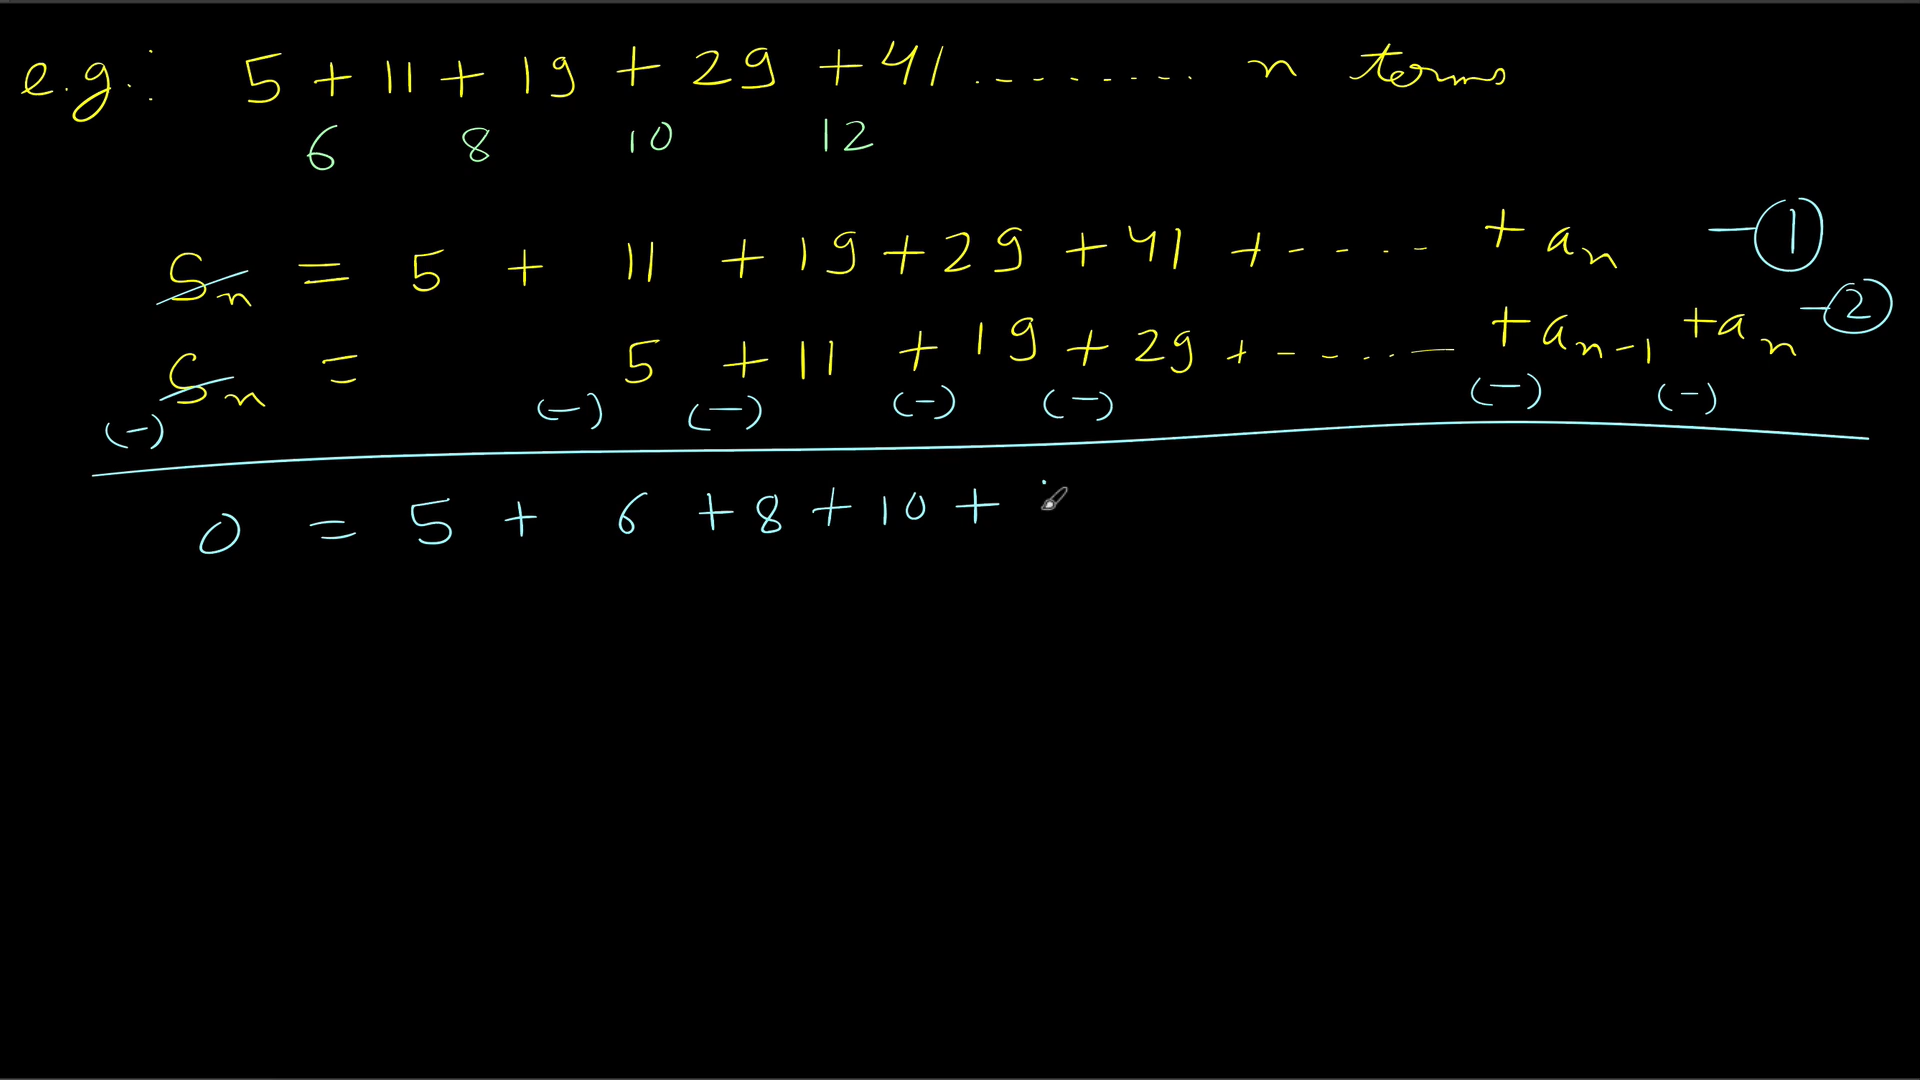 e.g.: 5 + 11 + 19 + 29 + 41 ......... n terms
6 8 10 12
Sn = 5 + 11 + 19 + 29 + 41 + ..... + an — ①
Sn = 5 + 11 + 19 + 29 + ..... + an-1 + an — ②
(-) (-) (-) (-) (-) (-) (-)
0 = 5 + 6 + 8 + 10 +